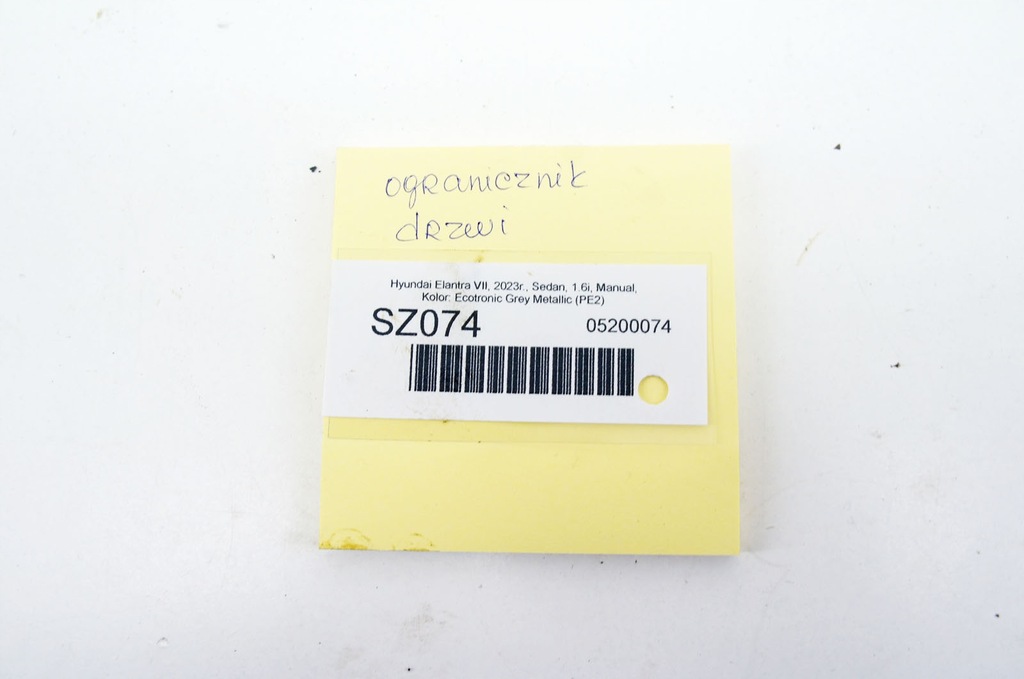 ogranicznik
drzwi
Hyundai Elantra VII, 2023r., Sedan, 1.6i, Manual,
Kolor: Ecotronic Grey Metallic (PE2)
SZ074 05200074